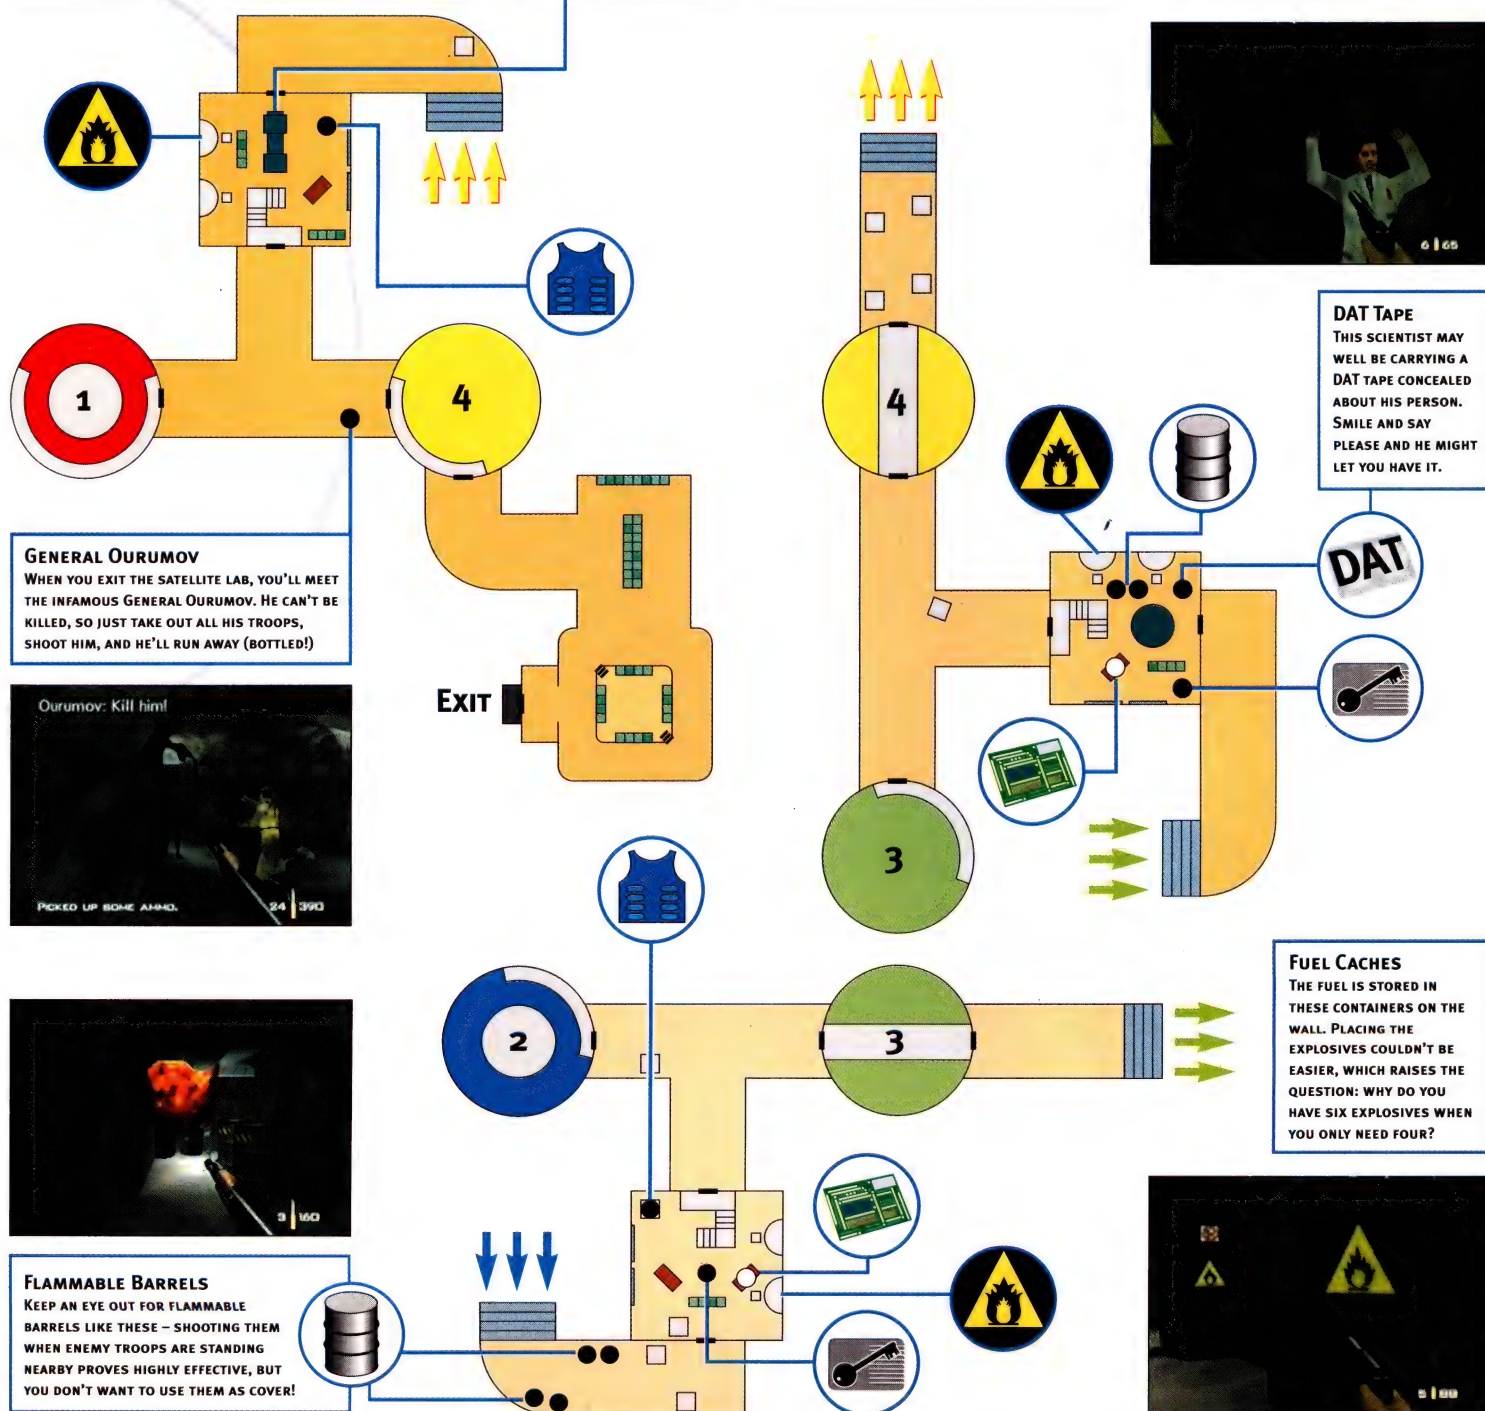 1
4
GENERAL OURUMOV
WHEN YOU EXIT THE SATELLITE LAB, YOU'LL MEET
THE INFAMOUS GENERAL OURUMOV. HE CAN'T BE
KILLED, SO JUST TAKE OUT ALL HIS TROOPS,
SHOOT HIM, AND HE'LL RUN AWAY (BOTTLED!)
Ourumov: Kill him!
PICKED UP SOME AMMO.
24 390
EXIT
4
6 65
DAT TAPE
THIS SCIENTIST MAY
WELL BE CARRYING A
DAT TAPE CONCEALED
ABOUT HIS PERSON.
SMILE AND SAY
PLEASE AND HE MIGHT
LET YOU HAVE IT.
DAT
3
2
3
FUEL CACHES
THE FUEL IS STORED IN
THESE CONTAINERS ON THE
WALL. PLACING THE
EXPLOSIVES COULDN'T BE
EASIER, WHICH RAISES THE
QUESTION: WHY DO YOU
HAVE SIX EXPLOSIVES WHEN
YOU ONLY NEED FOUR?
3 160
FLAMMABLE BARRELS
KEEP AN EYE OUT FOR FLAMMABLE
BARRELS LIKE THESE – SHOOTING THEM
WHEN ENEMY TROOPS ARE STANDING
NEARBY PROVES HIGHLY EFFECTIVE, BUT
YOU DON'T WANT TO USE THEM AS COVER!